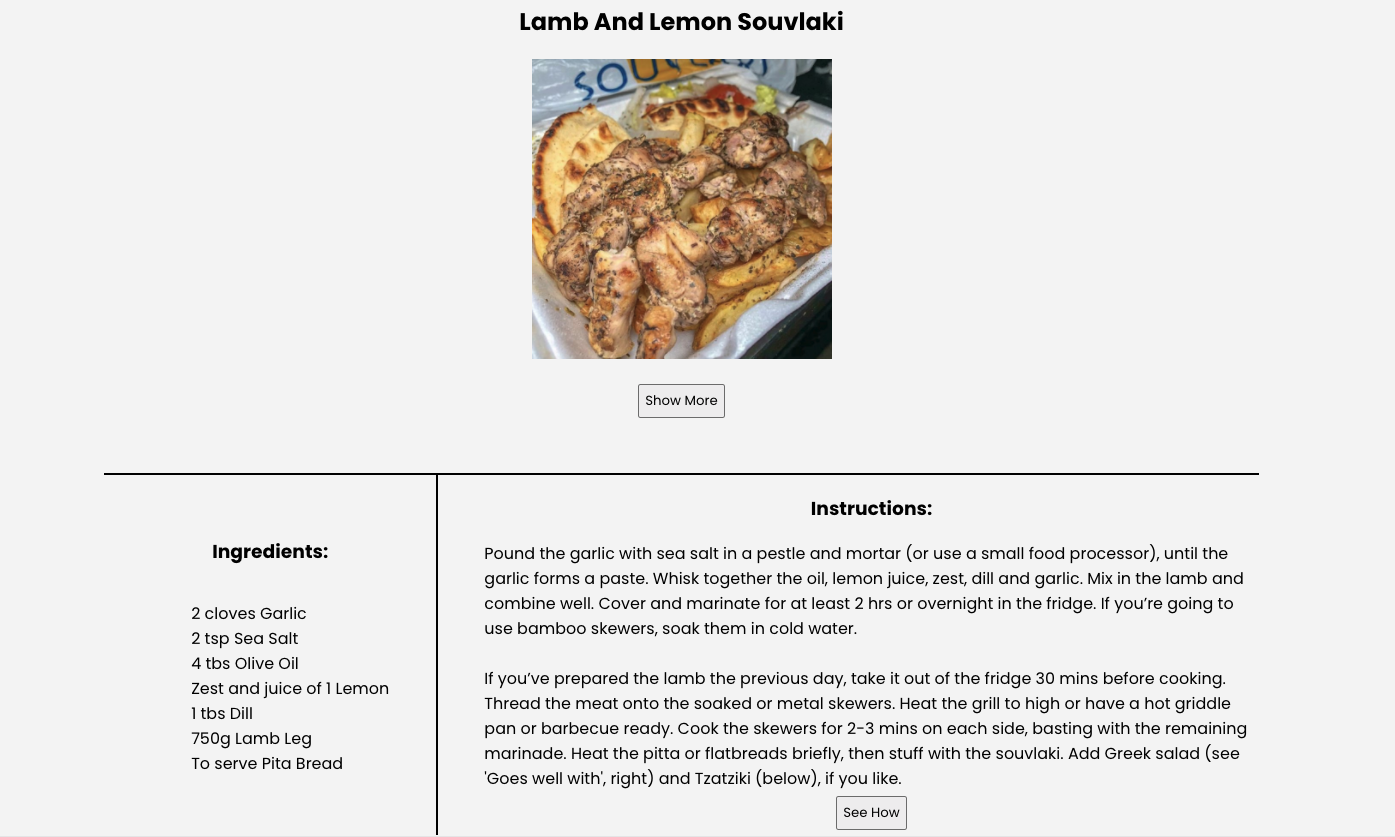 Lamb And Lemon Souvlaki
Show More
Ingredients:
2 cloves Garlic
2 tsp Sea Salt
4 tbs Olive Oil
Zest and juice of 1 Lemon
1 tbs Dill
750g Lamb Leg
To serve Pita Bread
Instructions:
Pound the garlic with sea salt in a pestle and mortar (or use a small food processor), until the
garlic forms a paste. Whisk together the oil, lemon juice, zest, dill and garlic. Mix in the lamb and
combine well. Cover and marinate for at least 2 hrs or overnight in the fridge. If you’re going to
use bamboo skewers, soak them in cold water.
If you’ve prepared the lamb the previous day, take it out of the fridge 30 mins before cooking.
Thread the meat onto the soaked or metal skewers. Heat the grill to high or have a hot griddle
pan or barbecue ready. Cook the skewers for 2-3 mins on each side, basting with the remaining
marinade. Heat the pitta or flatbreads briefly, then stuff with the souvlaki. Add Greek salad (see
'Goes well with', right) and Tzatziki (below), if you like.
See How